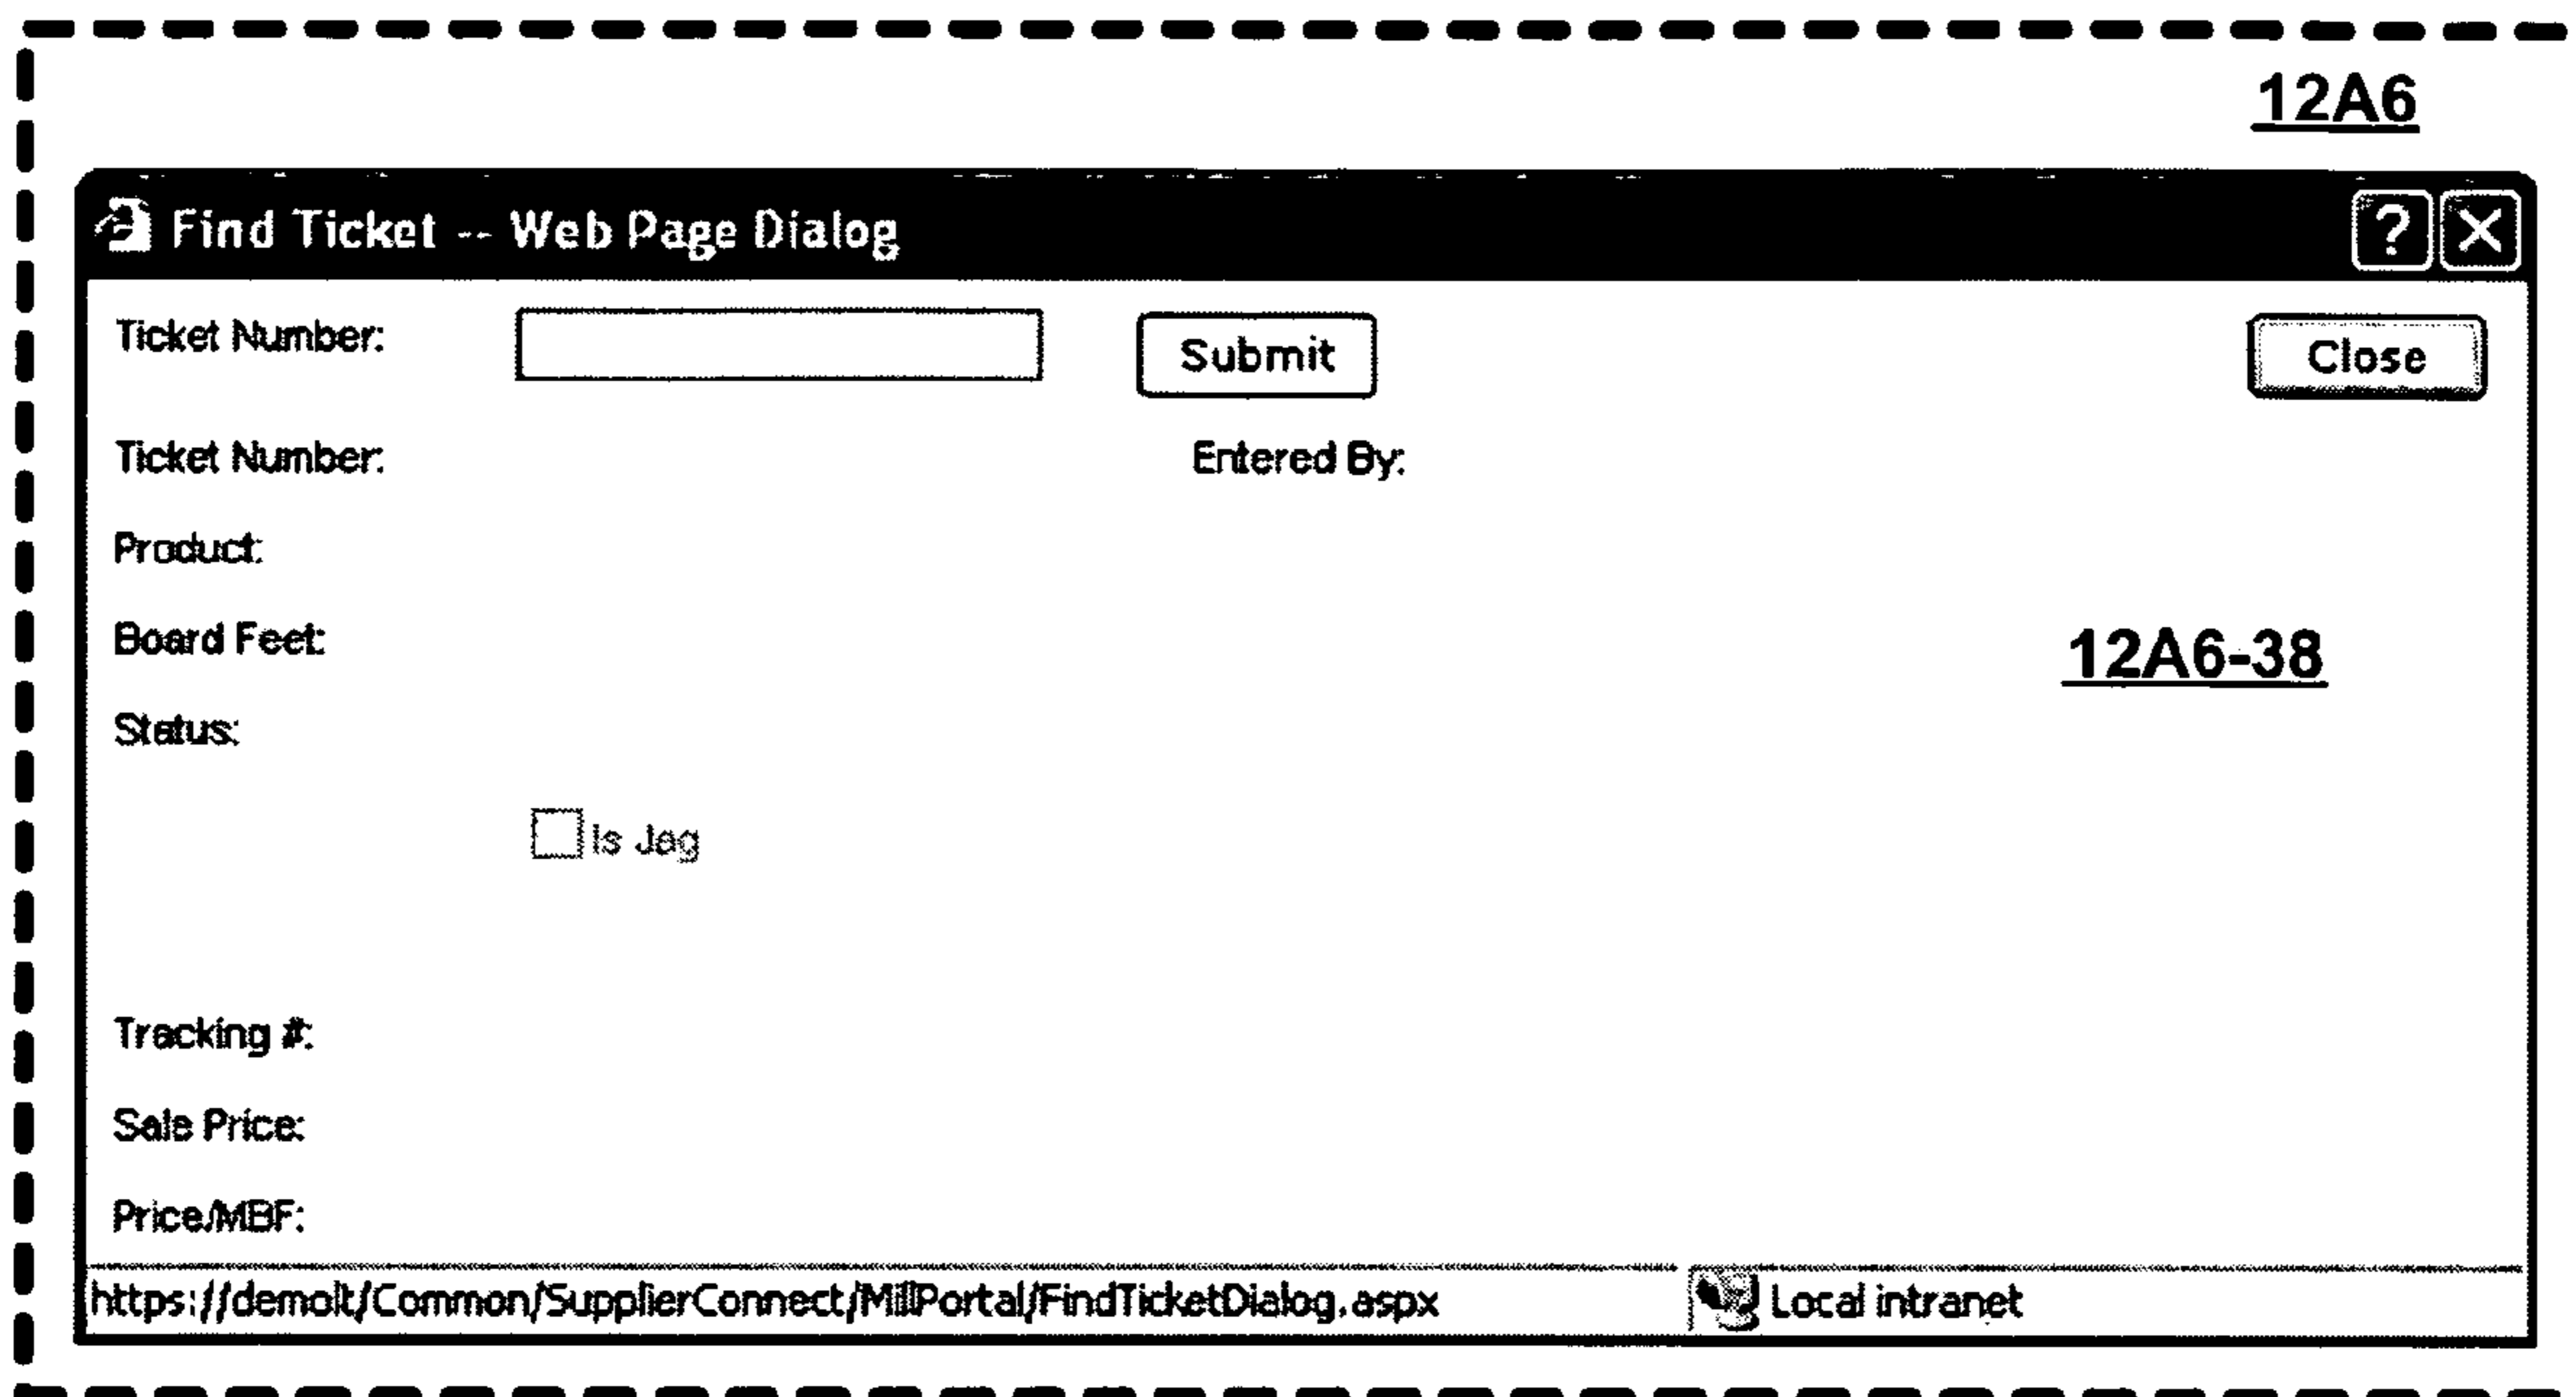 12A6
Find Ticket -- Web Page Dialog
Ticket Number: Submit Close
Ticket Number: Entered By:
Product:
Board Feet:
12A6-38
Status:
Is Jag
Tracking #:
Sale Price:
Price/MBF:
https://demolt/Common/SupplierConnect/MillPortal/FindTicketDialog.aspx Local intranet